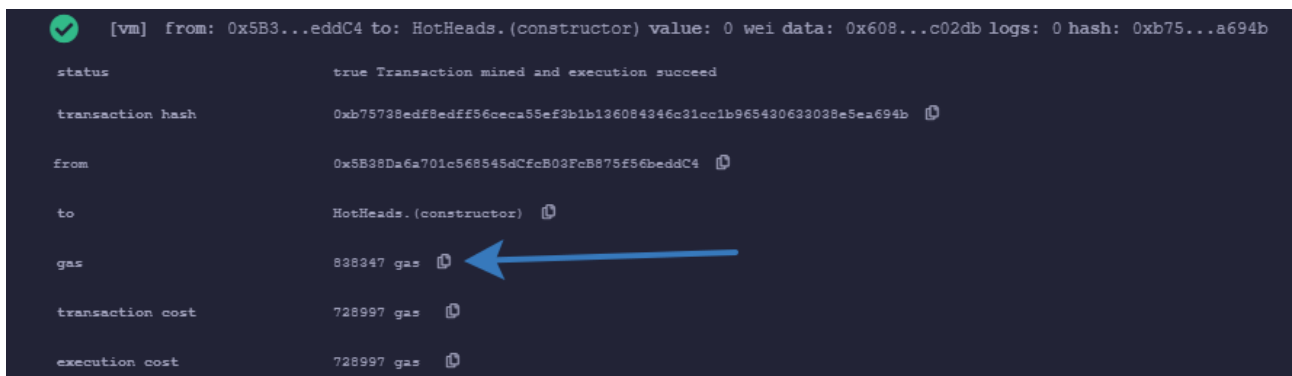 [vm] from: 0x5B3...eddC4 to: HotHeads.(constructor) value: 0 wei data: 0x608...c02db logs: 0 hash: 0xb75...a694b
status true Transaction mined and execution succeed
transaction hash 0xb75738edf8edff56ceca55ef3b1b136084346c31cc1b965430633038e5ea694b
from 0x5B38Da6a701c568545dCfcB03FcB875f56beddC4
to HotHeads.(constructor)
gas 838347 gas
transaction cost 728997 gas
execution cost 728997 gas